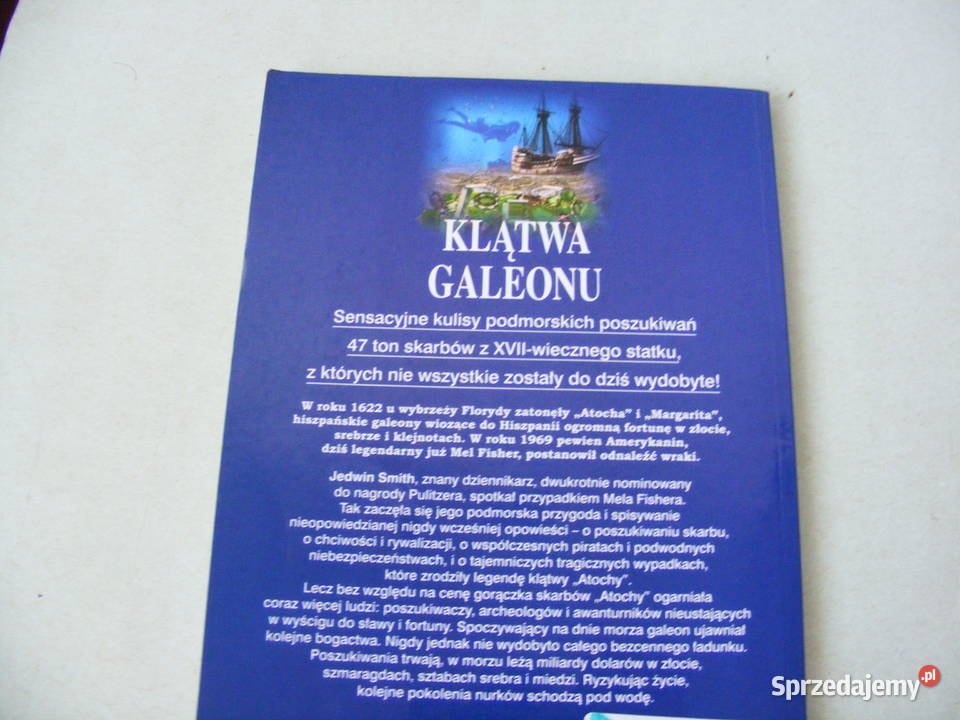 KLĄTWA
GALEONU
Sensacyjne kulisy podmorskich poszukiwań
47 ton skarbów z XVII-wiecznego statku,
z których nie wszystkie zostały do dziś wydobyte!
W roku 1622 u wybrzeży Florydy zatonęły „Atocha” i „Margarita”,
hiszpańskie galeony wiozące do Hiszpanii ogromną fortunę w złocie,
srebrze i klejnotach. W roku 1969 pewien Amerykanin,
dziś legendarny już Mel Fisher, postanowił odnaleźć wraki.
Jedwin Smith, znany dziennikarz, dwukrotnie nominowany
do nagrody Pulitzera, spotkał przypadkiem Mela Fishera.
Tak zaczęła się jego podmorska przygoda i spisywanie
nieopowiedzianej nigdy wcześniej opowieści – o poszukiwaniu skarbu,
o chciwości i rywalizacji, o współczesnych piratach i podwodnych
niebezpieczeństwach, i o tajemniczych tragicznych wypadkach,
które zrodziły legendę klątwy „Atochy”.
Lecz bez względu na cenę gorączka skarbów „Atochy” ogarniała
coraz więcej ludzi: poszukiwaczy, archeologów i awanturników nieustających
w wyścigu do sławy i fortuny. Spoczywający na dnie morza galeon ujawniał
kolejne bogactwa. Nigdy jednak nie wydobyto całego bezcennego ładunku.
Poszukiwania trwają, w morzu leżą miliardy dolarów w złocie,
szmaragdach, sztabach srebra i miedzi. Ryzykując życie,
kolejne pokolenia nurków schodzą pod wodę.
Sprzedajemy.pl